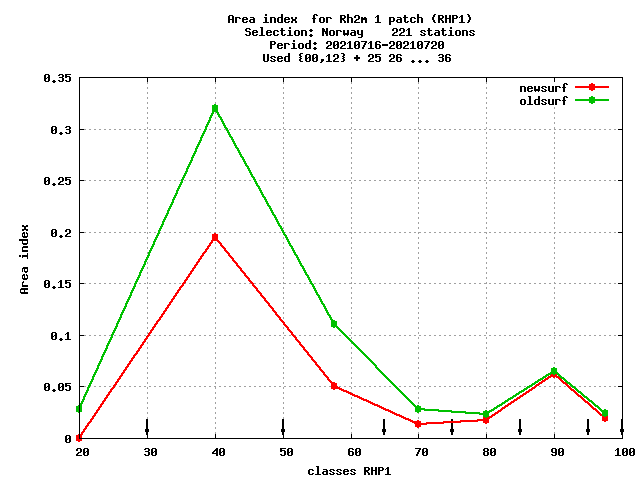 Area index  for Rh2m 1 patch (RHP1)
Selection: Norway    221 stations
Period: 20210716-20210720
Used {00,12} + 25 26 ... 36
newsurf
oldsurf
0.35
0.3
0.25
0.2
0.15
0.1
0.05
0
Area index
20 30 40 50 60 70 80 90 100
classes RHP1